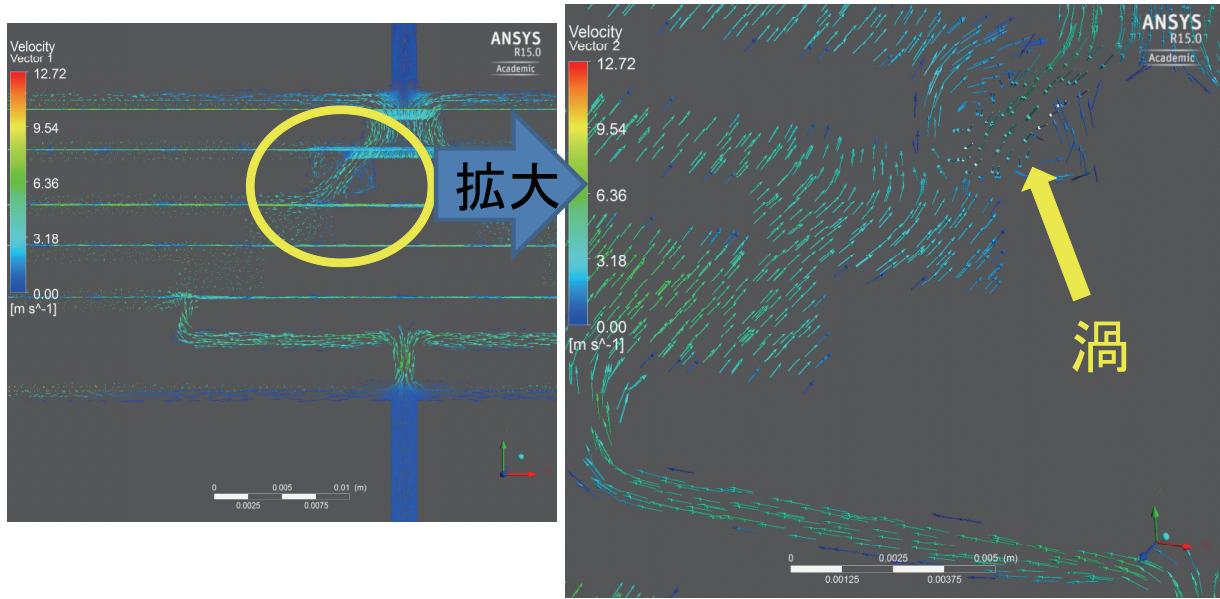 Velocity
Vector 1
12.72
9.54
6.36
3.18
0.00
[m s^-1]
ANSYS
R15.0
Academic
0
0.005
0.01
(m)
0.0025
0.0075
拡大
Velocity
Vector 2
12.72
9.54
6.36
3.18
0.00
[m s^-1]
ANSYS
R15.0
Academic
渦
0
0.0025
0.005
(m)
0.00125
0.00375